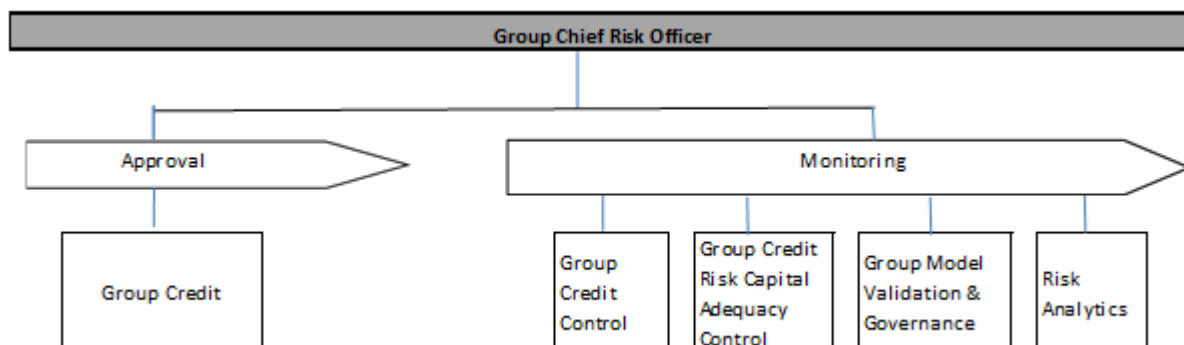 Group Chief Risk Officer
Approval
Monitoring
Group Credit
Group
Credit
Control
Group Credit
Risk Capital
Adequacy
Control
Group Model
Validation &
Governance
Risk
Analytics